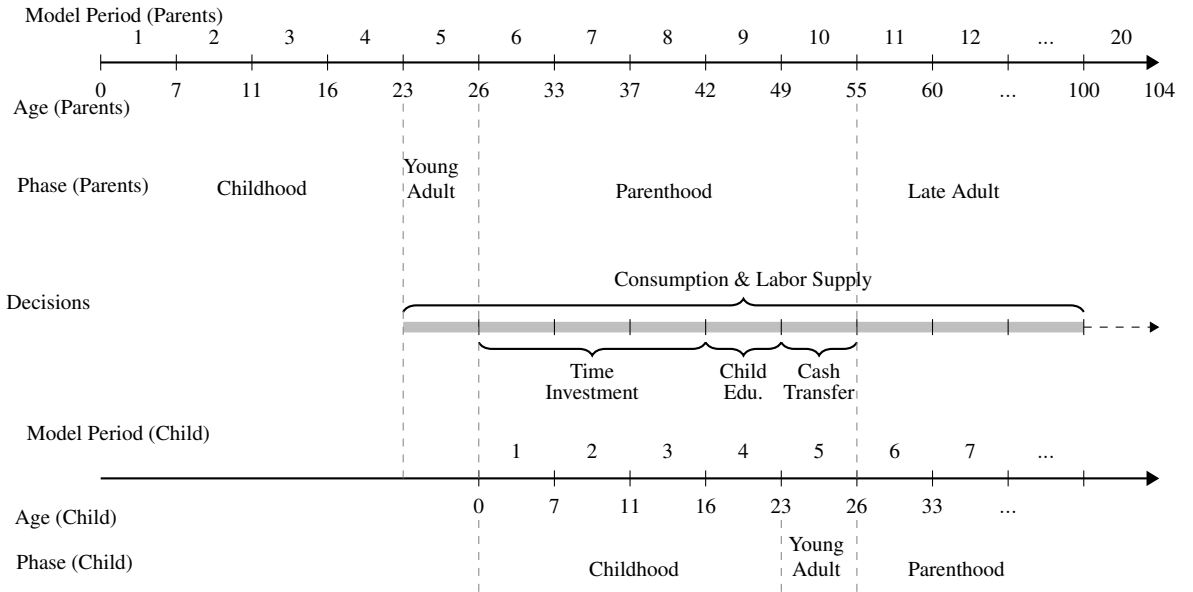 Model Period (Parents)
1 2 3 4 5 6 7 8 9 10 11 12 ... 20
0 7 11 16 23 26 33 37 42 49 55 60 ... 100 104
Age (Parents)
Phase (Parents)
Childhood
Young
Adult
Parenthood
Late Adult
Consumption & Labor Supply
Decisions
Time
Investment
Child
Edu.
Cash
Transfer
Model Period (Child)
1 2 3 4 5 6 7 ...
0 7 11 16 23 26 33 ...
Age (Child)
Phase (Child)
Childhood
Young
Adult
Parenthood